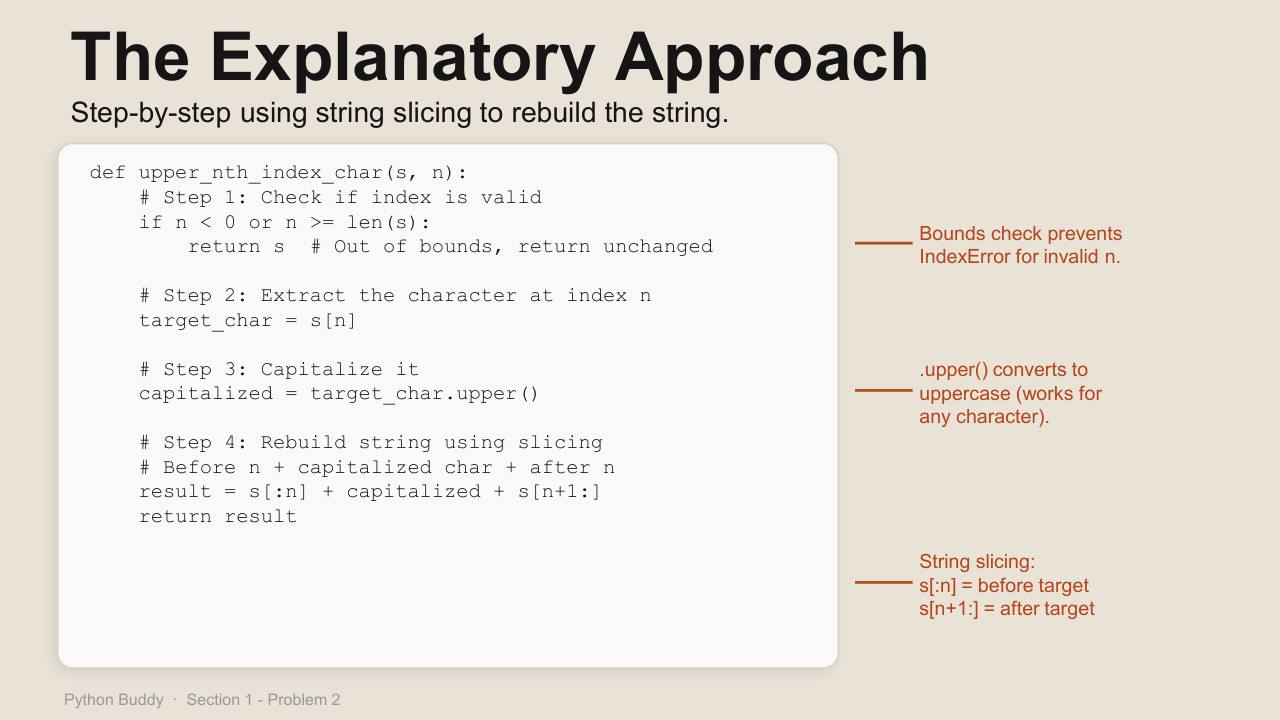 The Explanatory Approach
Step-by-step using string slicing to rebuild the string.
def upper_nth_index_char(s, n):
    # Step 1: Check if index is valid
    if n < 0 or n >= len(s):
        return s  # Out of bounds, return unchanged
    # Step 2: Extract the character at index n
    target_char = s[n]
    # Step 3: Capitalize it
    capitalized = target_char.upper()
    # Step 4: Rebuild string using slicing
    # Before n + capitalized char + after n
    result = s[:n] + capitalized + s[n+1:]
    return result
Bounds check prevents
IndexError for invalid n.
.upper() converts to
uppercase (works for
any character).
String slicing:
s[:n] = before target
s[n+1:] = after target
Python Buddy · Section 1 - Problem 2